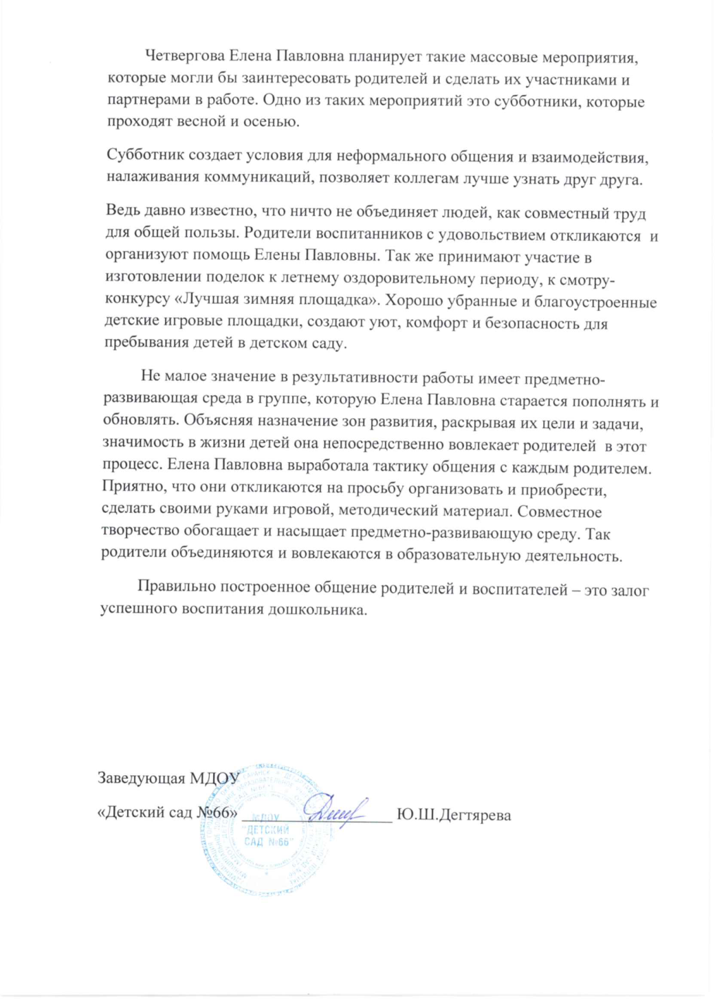 Четвергова Елена Павловна планирует такие массовые мероприятия,
которые могли бы заинтересовать родителей и сделать их участниками и
партнерами в работе. Одно из таких мероприятий это субботники, которые
проходят весной и осенью.
Субботник создает условия для неформального общения и взаимодействия,
налаживания коммуникаций, позволяет коллегам лучше узнать друг друга.
Ведь давно известно, что ничто не объединяет людей, как совместный труд
для общей пользы. Родители воспитанников с удовольствием откликаются  и
организуют помощь Елены Павловны. Так же принимают участие в
изготовлении поделок к летнему оздоровительному периоду, к смотру-
конкурсу «Лучшая зимняя площадка». Хорошо убранные и благоустроенные
детские игровые площадки, создают уют, комфорт и безопасность для
пребывания детей в детском саду.
Не малое значение в результативности работы имеет предметно-
развивающая среда в группе, которую Елена Павловна старается пополнять и
обновлять. Объясняя назначение зон развития, раскрывая их цели и задачи,
значимость в жизни детей она непосредственно вовлекает родителей  в этот
процесс. Елена Павловна выработала тактику общения с каждым родителем.
Приятно, что они откликаются на просьбу организовать и приобрести,
сделать своими руками игровой, методический материал. Совместное
творчество обогащает и насыщает предметно-развивающую среду. Так
родители объединяются и вовлекаются в образовательную деятельность.
Правильно построенное общение родителей и воспитателей – это залог
успешного воспитания дошкольника.
Заведующая МДОУ
«Детский сад №66» __________________ Ю.Ш.Дегтярева
МДОУ
"ДЕТСКИЙ
САД №66"